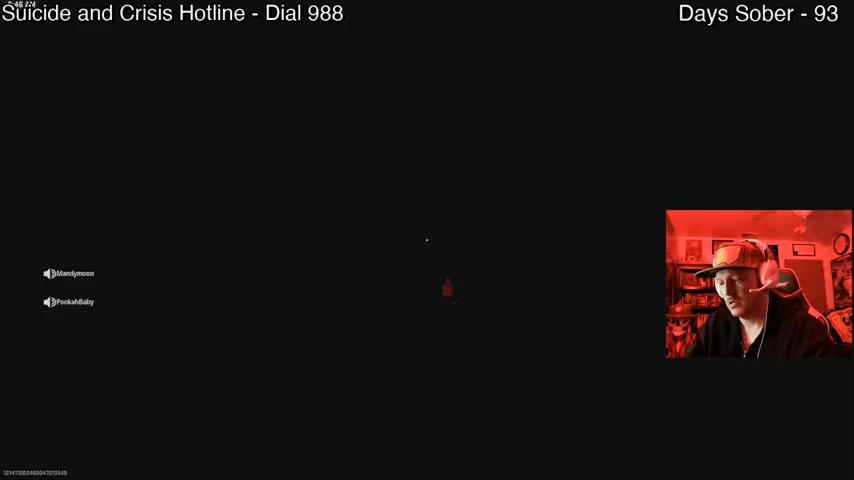 Suicide and Crisis Hotline - Dial 988
Days Sober - 93
Mandymoon
PookahBaby